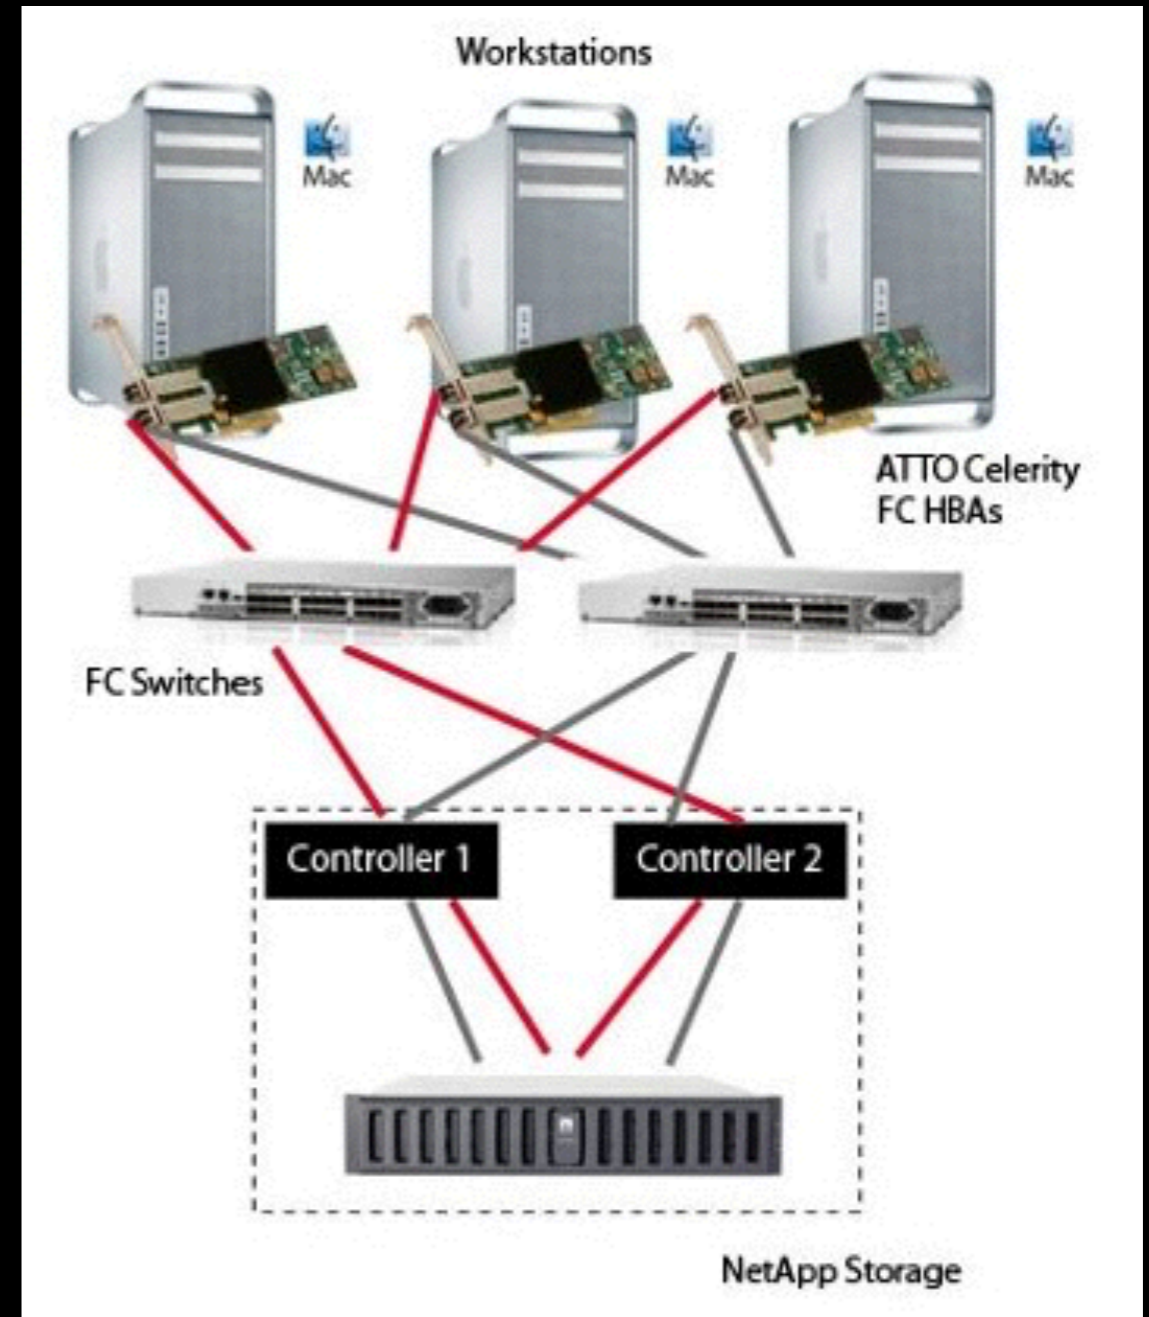 Workstations
Mac
Mac
Mac
ATTO Celerity
FC HBAs
FC Switches
Controller 1
Controller 2
NetApp Storage